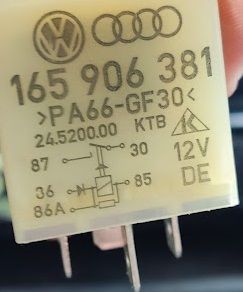 165 906 381
>PA66-GF30<
24.5200.00 KTB K
87 30 12V
36 85 DE
86A